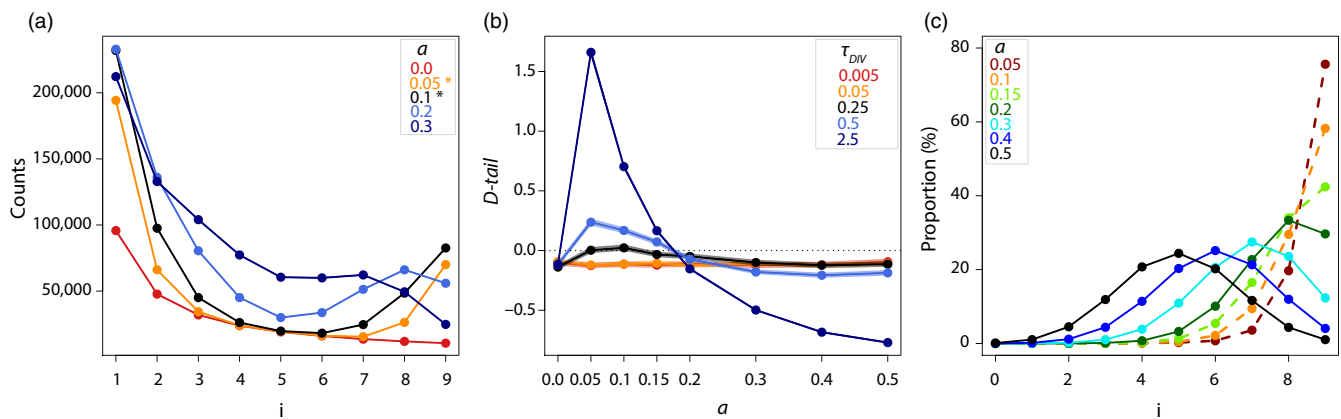 (a)
Counts
200,000
150,000
100,000
50,000
a
0.0
0.05 *
0.1 *
0.2
0.3
1 2 3 4 5 6 7 8 9
i
(b)
D-tail
1.5
1.0
0.5
0.0
−0.5
τDIV
0.005
0.05
0.25
0.5
2.5
0.0 0.05 0.1 0.15 0.2 0.3 0.4 0.5
a
(c)
Proportion (%)
80
60
40
20
0
a
0.05
0.1
0.15
0.2
0.3
0.4
0.5
0 2 4 6 8
i